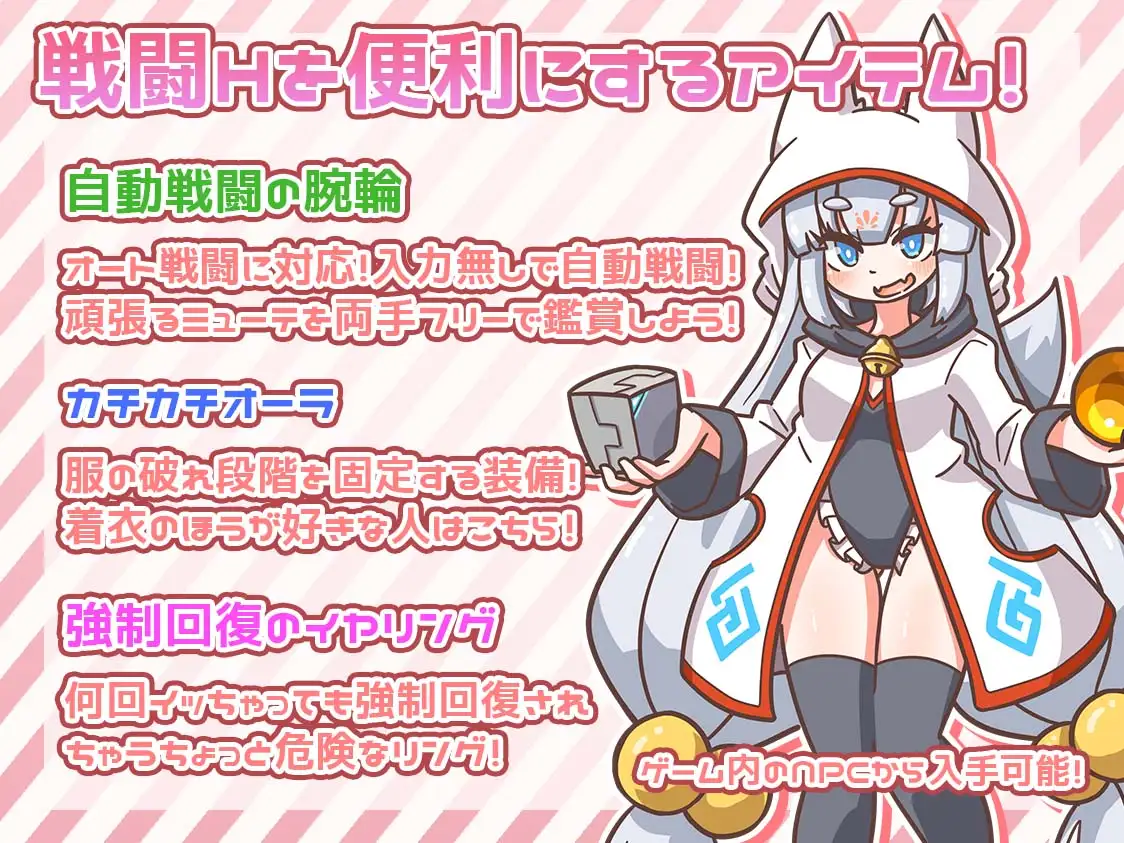 戦闘Hを便利にするアイテム!
自動戦闘の腕輪
オート戦闘に対応!入力無しで自動戦闘!
頑張るミューテを両手フリーで鑑賞しよう!
カチカチオーラ
服の破れ段階を固定する装備!
着衣のほうが好きな人はこちら!
強制回復のイヤリング
何回イッちゃっても強制回復され
ちゃうちょっと危険なリング!
ゲーム内のNPCから入手可能!